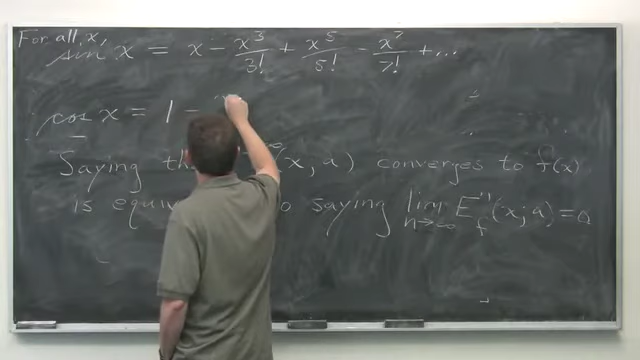 For all x,
sin x = x - x³/3! + x⁵/5! - x⁷/7! + ...
cos x = 1 -
Saying th (x, a) converges to f(x)
is equiv o saying lim n→∞ E_f^n (x; a) = 0